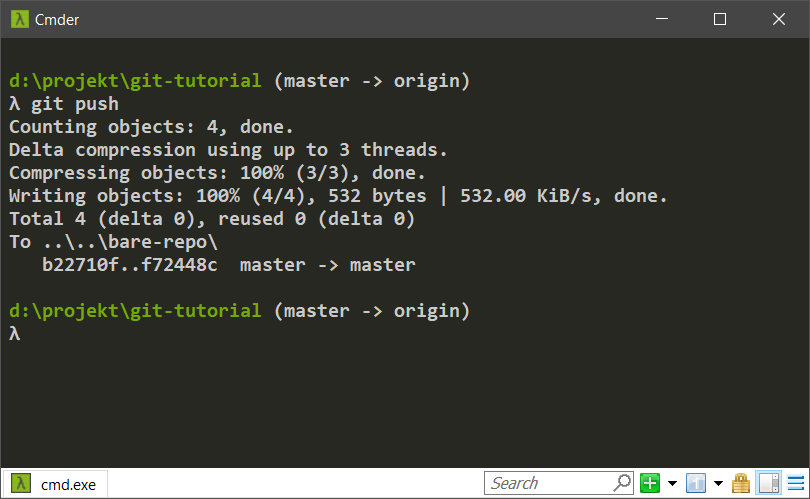 Cmder
d:\projekt\git-tutorial (master -> origin)
λ git push
Counting objects: 4, done.
Delta compression using up to 3 threads.
Compressing objects: 100% (3/3), done.
Writing objects: 100% (4/4), 532 bytes | 532.00 KiB/s, done.
Total 4 (delta 0), reused 0 (delta 0)
To ..\..\bare-repo\
   b22710f..f72448c  master -> master
d:\projekt\git-tutorial (master -> origin)
λ
λ cmd.exe Search 1